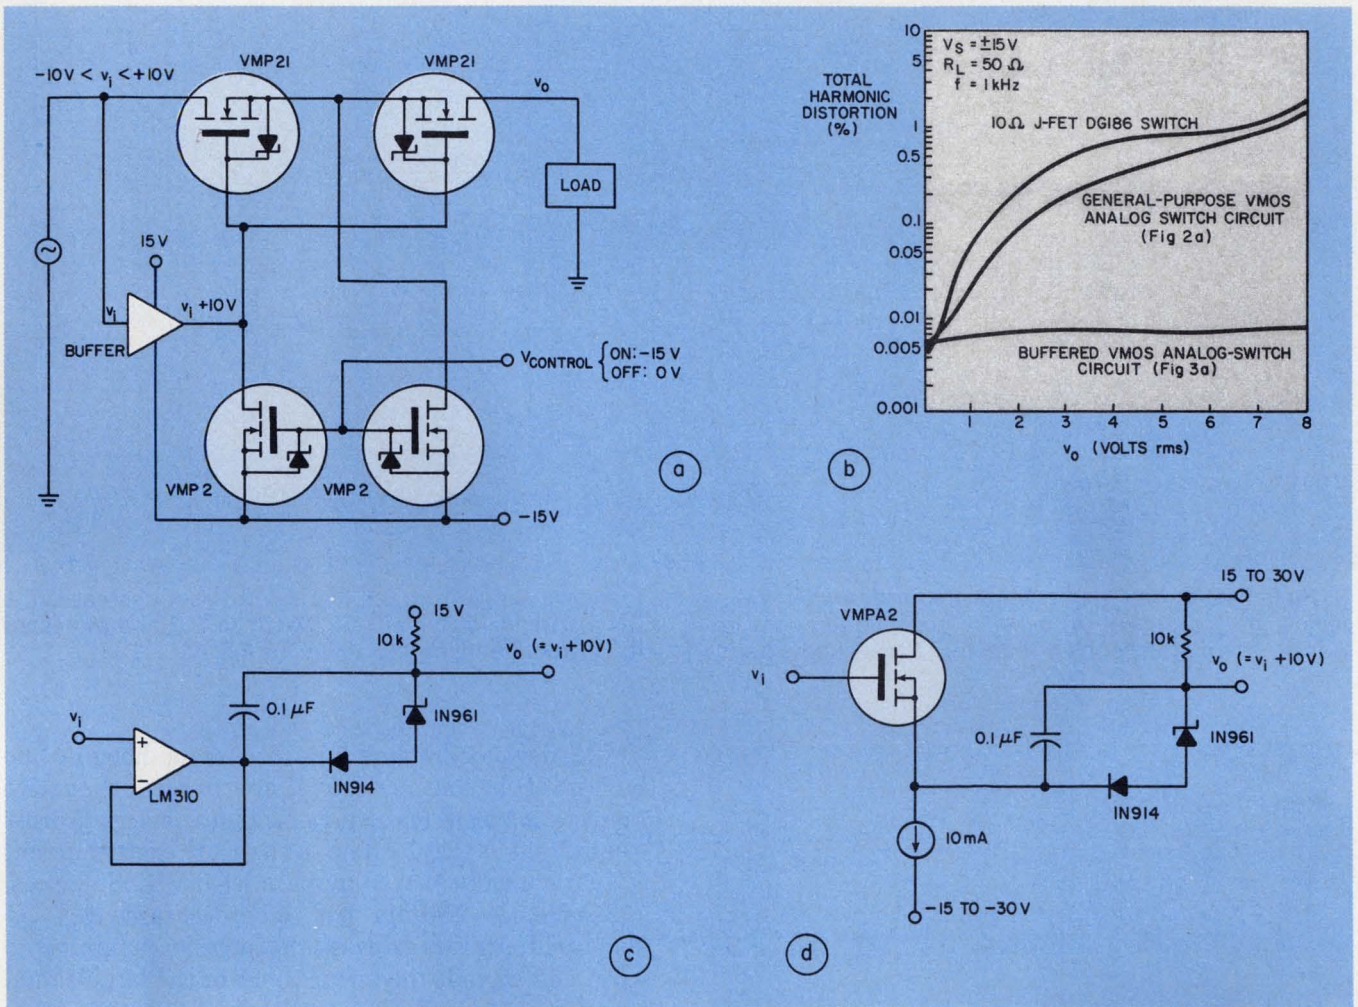 -10V < vi < +10V
VMP21
VMP21
vo
LOAD
15V
vi
vi +10V
BUFFER
VCONTROL { ON: -15 V
OFF: 0 V
VMP 2
VMP 2
-15V
a
TOTAL
HARMONIC
DISTORTION
(%)
10
5
1
0.5
0.1
0.05
0.01
0.005
0.001
VS = ±15V
RL = 50 Ω
f = 1kHz
10Ω J-FET DG186 SWITCH
GENERAL-PURPOSE VMOS
ANALOG SWITCH CIRCUIT
(Fig 2a)
BUFFERED VMOS ANALOG-SWITCH
CIRCUIT (Fig 3a)
1 2 3 4 5 6 7 8
vo (VOLTS rms)
b
15 V
10k
vo (= vi +10V)
0.1 μF
IN961
vi
+
-
LM310
IN914
c
15 TO 30V
VMPA2
10k
vi
vo (= vi +10V)
0.1 μF
IN961
IN914
10mA
-15 TO -30V
d